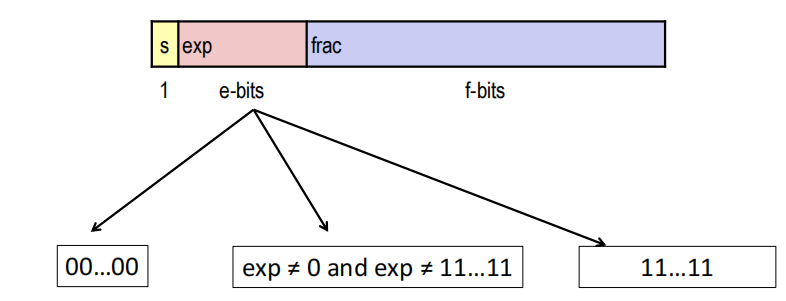 s exp frac
1 e-bits f-bits
00…00 exp ≠ 0 and exp ≠ 11…11 11…11